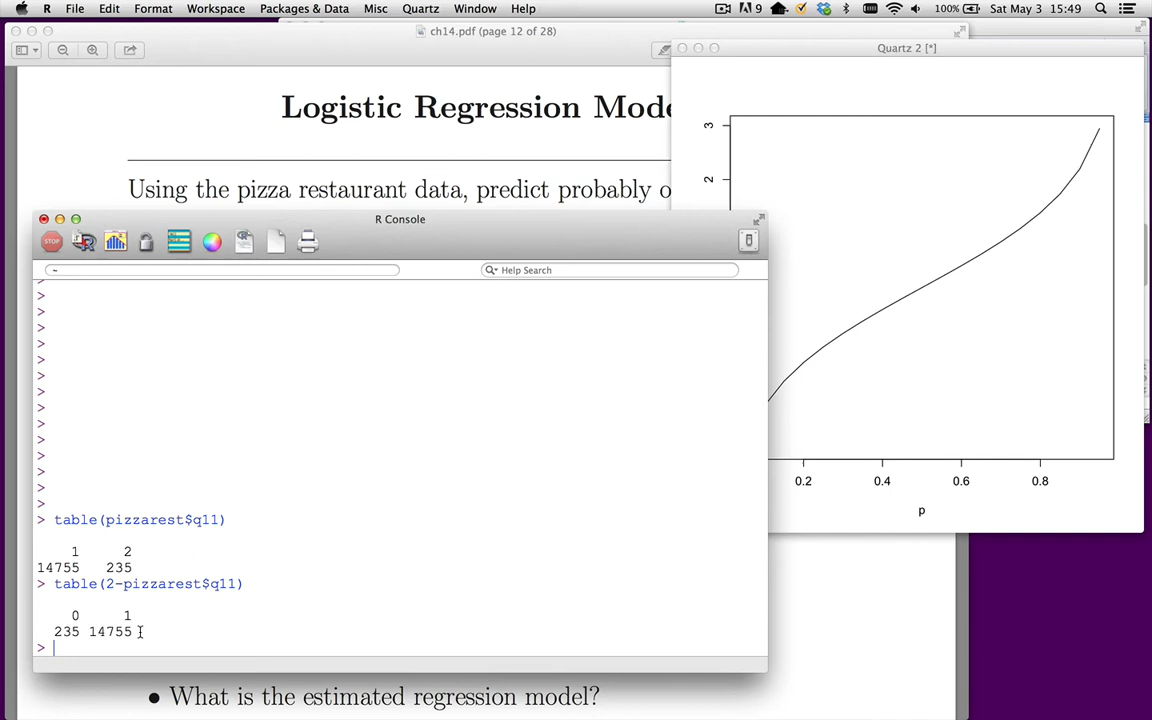 R File Edit Format Workspace Packages & Data Misc Quartz Window Help 9 100% Sat May 3 15:49
ch14.pdf (page 12 of 28)
Quartz 2 [*]
Logistic Regression Mode
Using the pizza restaurant data, predict probably o
3
2
0.2 0.4 0.6 0.8
p
R Console
STOP
~
Help Search
>
>
>
>
>
>
>
>
>
>
>
>
>
>
> table(pizzarest$q11)
1 2
14755 235
> table(2-pizzarest$q11)
0 1
235 14755
>
• What is the estimated regression model?